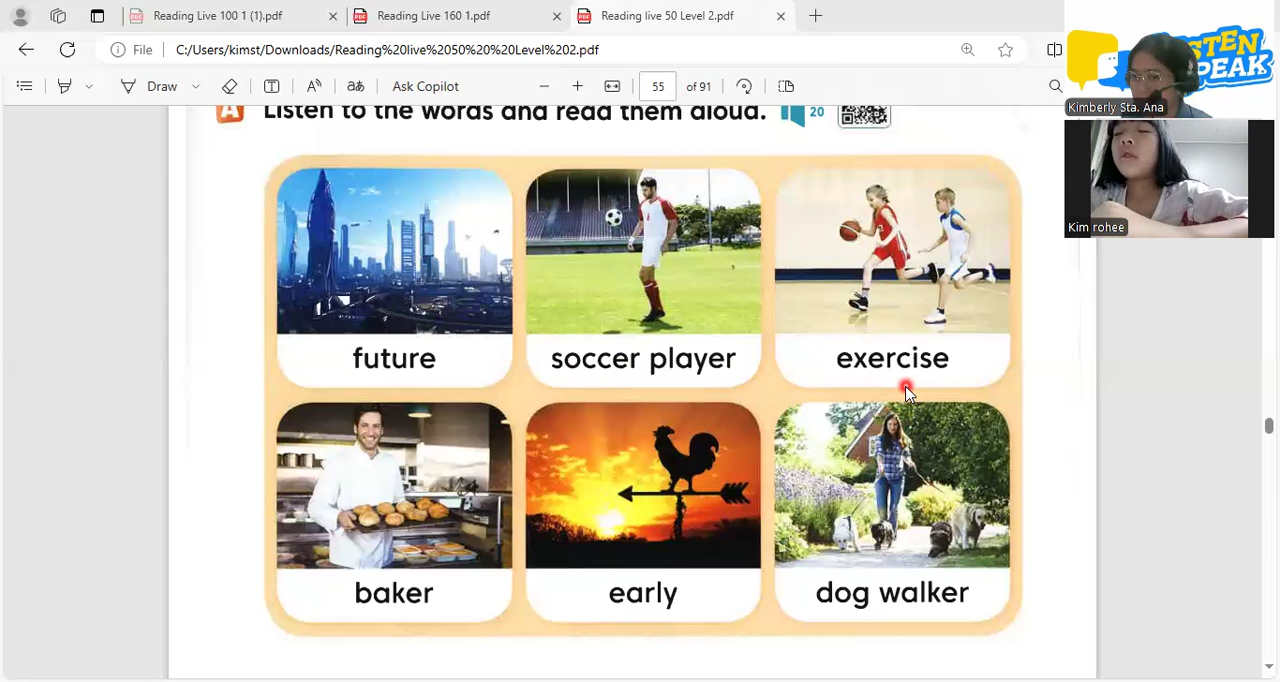 Reading Live 100 1 (1).pdf
Reading Live 160 1.pdf
Reading live 50 Level 2.pdf
File
C:/Users/kimst/Downloads/Reading%20live%2050%20%20Level%202.pdf
Draw
Ask Copilot
55 of 91
LISTEN
SPEAK
Kimberly Sta. Ana
Kim rohee
A Listen to the words and read them aloud. 20
future
soccer player
exercise
baker
early
dog walker